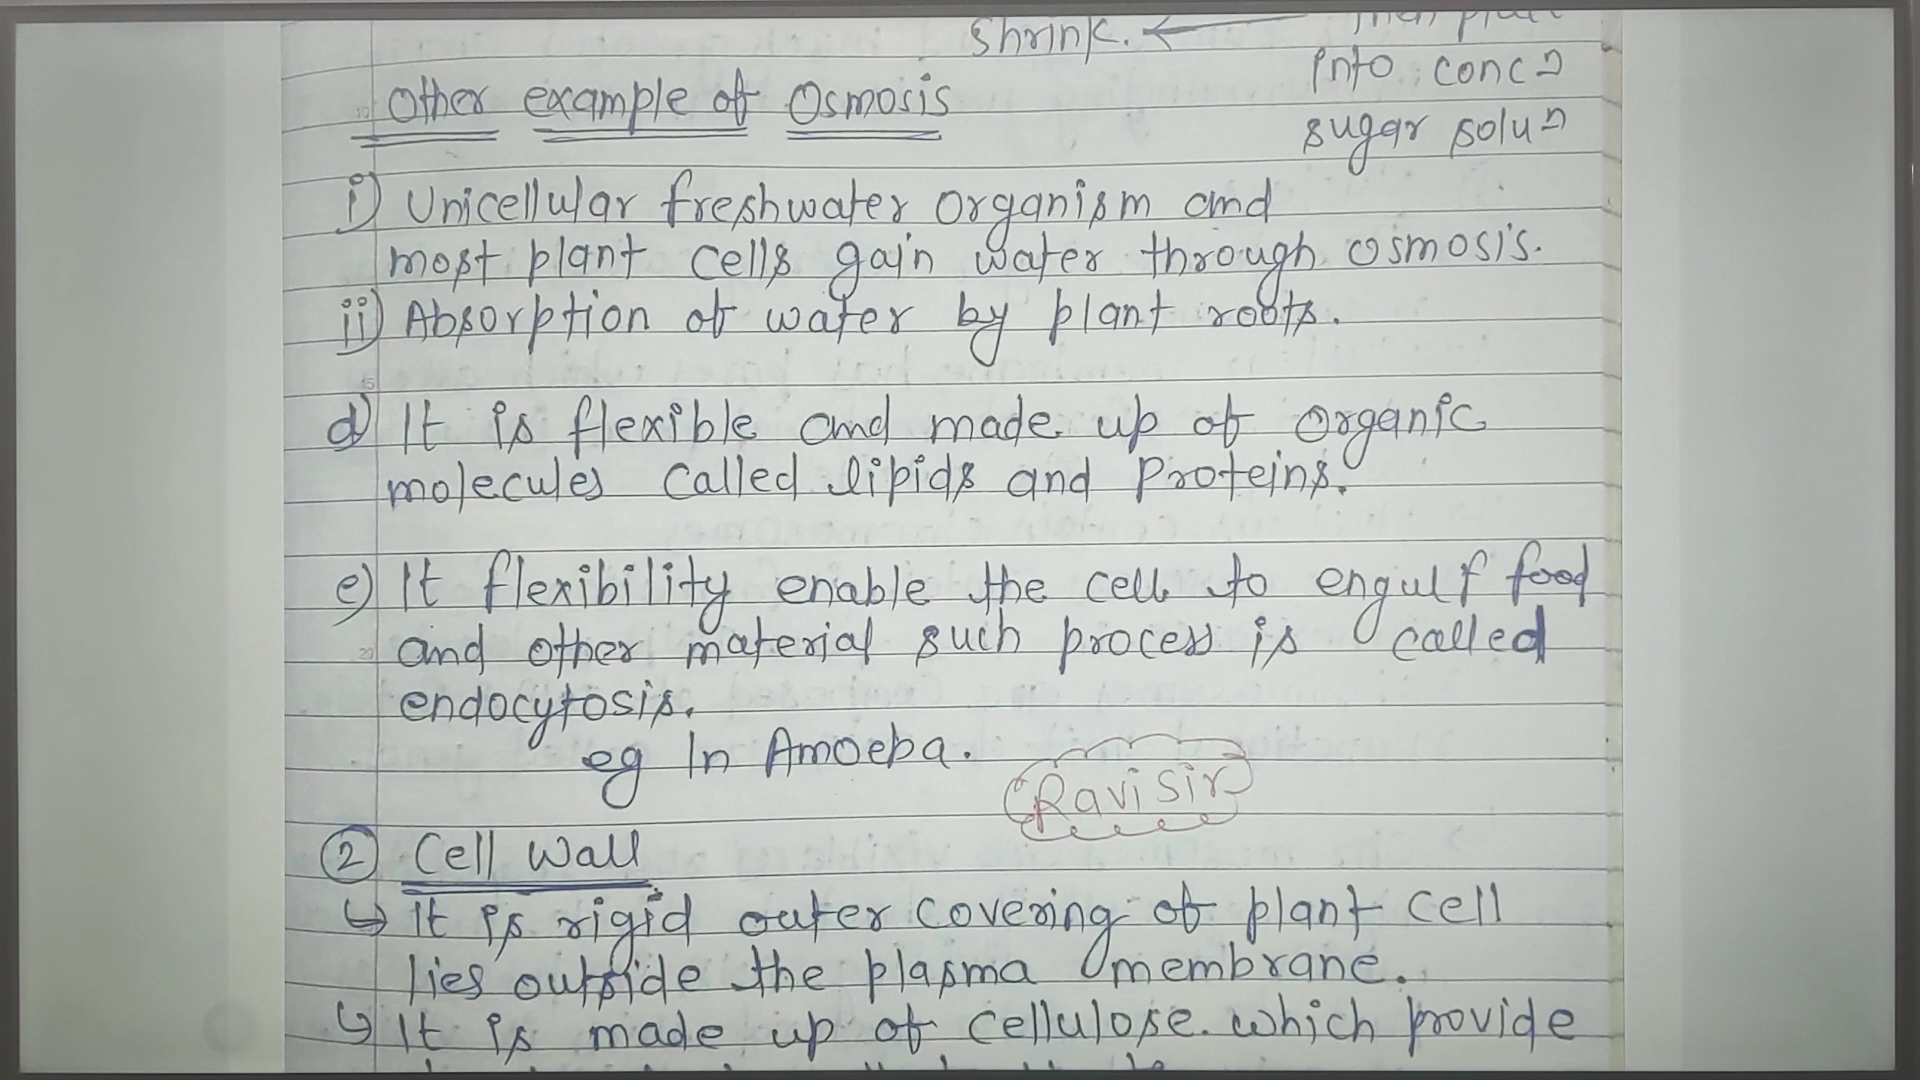 shrink. ←
into conc
sugar solu
Other example of Osmosis
i) Unicellular freshwater organism and
most plant cells gain water through osmosis.
ii) Absorption of water by plant roots.
d) It is flexible and made up of organic
molecules called lipids and Proteins.
e) It flexibility enable the cell to engulf food
and other material such process is called
endocytosis.
eg In Amoeba.
Ravi Sir
② Cell Wall
↳ it is rigid outer covering of plant cell
lies outside the plasma membrane.
↳ It is made up of cellulose. which provide